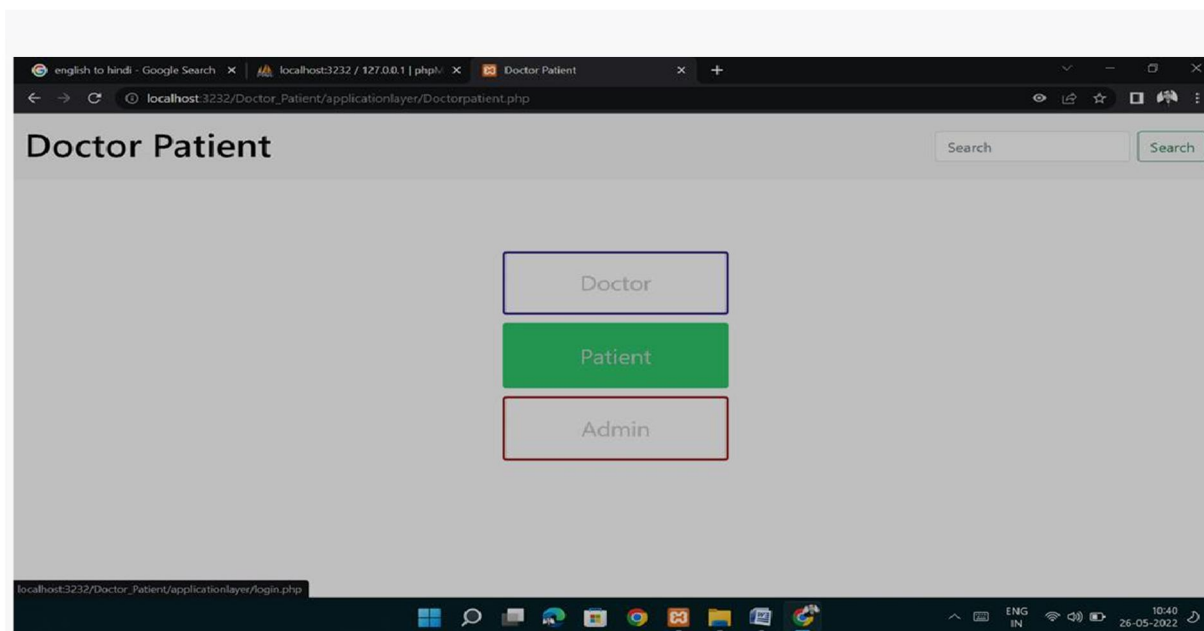 english to hindi - Google Search
localhost:3232 / 127.0.0.1 | phpM
Doctor Patient
localhost:3232/Doctor_Patient/applicationlayer/Doctorpatient.php
Doctor Patient
Search
Search
Doctor
Patient
Admin
localhost:3232/Doctor_Patient/applicationlayer/login.php
ENG
IN
10:40
26-05-2022